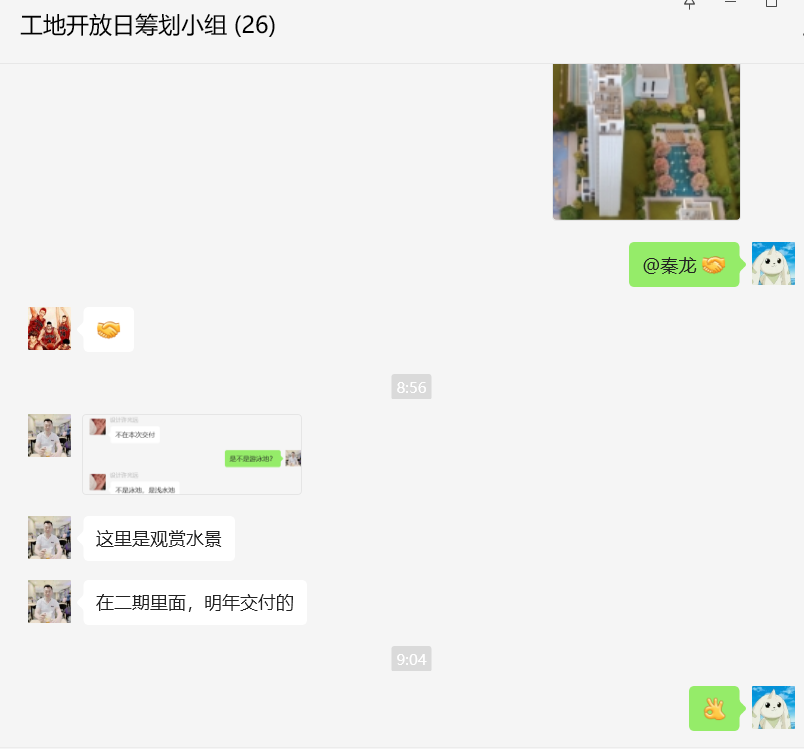 工地开放日筹划小组 (26)
@秦龙
8:56
不在本次交付
是不是游泳池?
不是泳池，是浅水池
这里是观赏水景
在二期里面，明年交付的
9:04